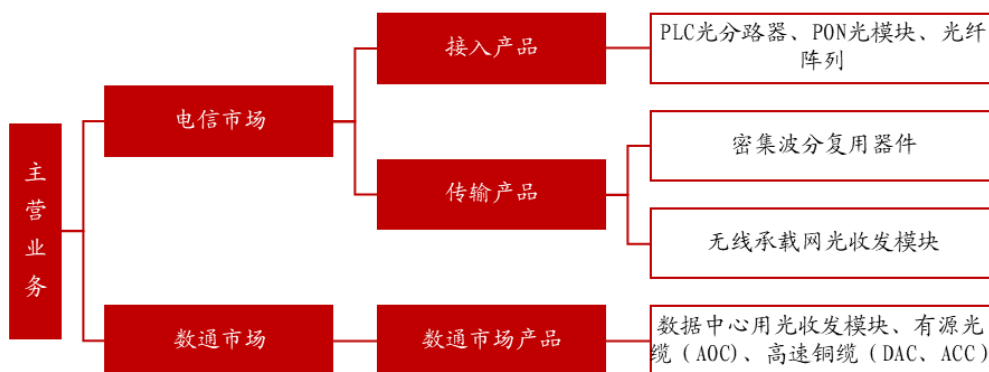 主营业务
电信市场
接入产品
PLC光分路器、PON光模块、光纤
阵列
传输产品
密集波分复用器件
无线承载网光收发模块
数通市场
数通市场产品
数据中心用光收发模块、有源光
缆（AOC）、高速铜缆（DAC、ACC）